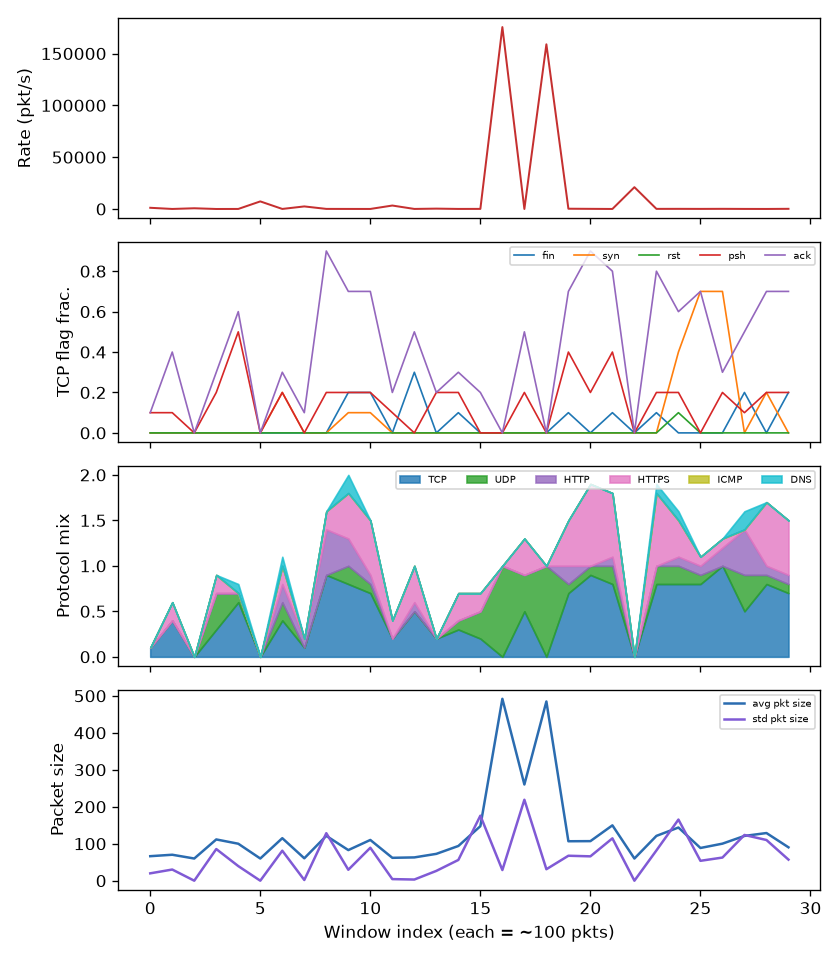 150000
100000
50000
0
Rate (pkt/s)
fin syn rst psh ack
0.8
0.6
0.4
0.2
0.0
TCP flag frac.
TCP UDP HTTP HTTPS ICMP DNS
2.0
1.5
1.0
0.5
0.0
Protocol mix
avg pkt size
std pkt size
500
400
300
200
100
0
Packet size
0 5 10 15 20 25 30
Window index (each = ~100 pkts)